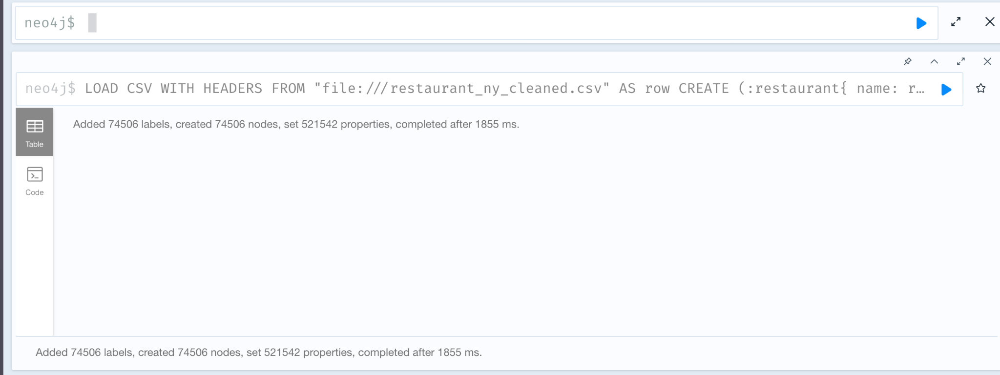 neo4j$
neo4j$ LOAD CSV WITH HEADERS FROM "file:///restaurant_ny_cleaned.csv" AS row CREATE (:restaurant{ name: r…
Added 74506 labels, created 74506 nodes, set 521542 properties, completed after 1855 ms.
Table
Code
Added 74506 labels, created 74506 nodes, set 521542 properties, completed after 1855 ms.